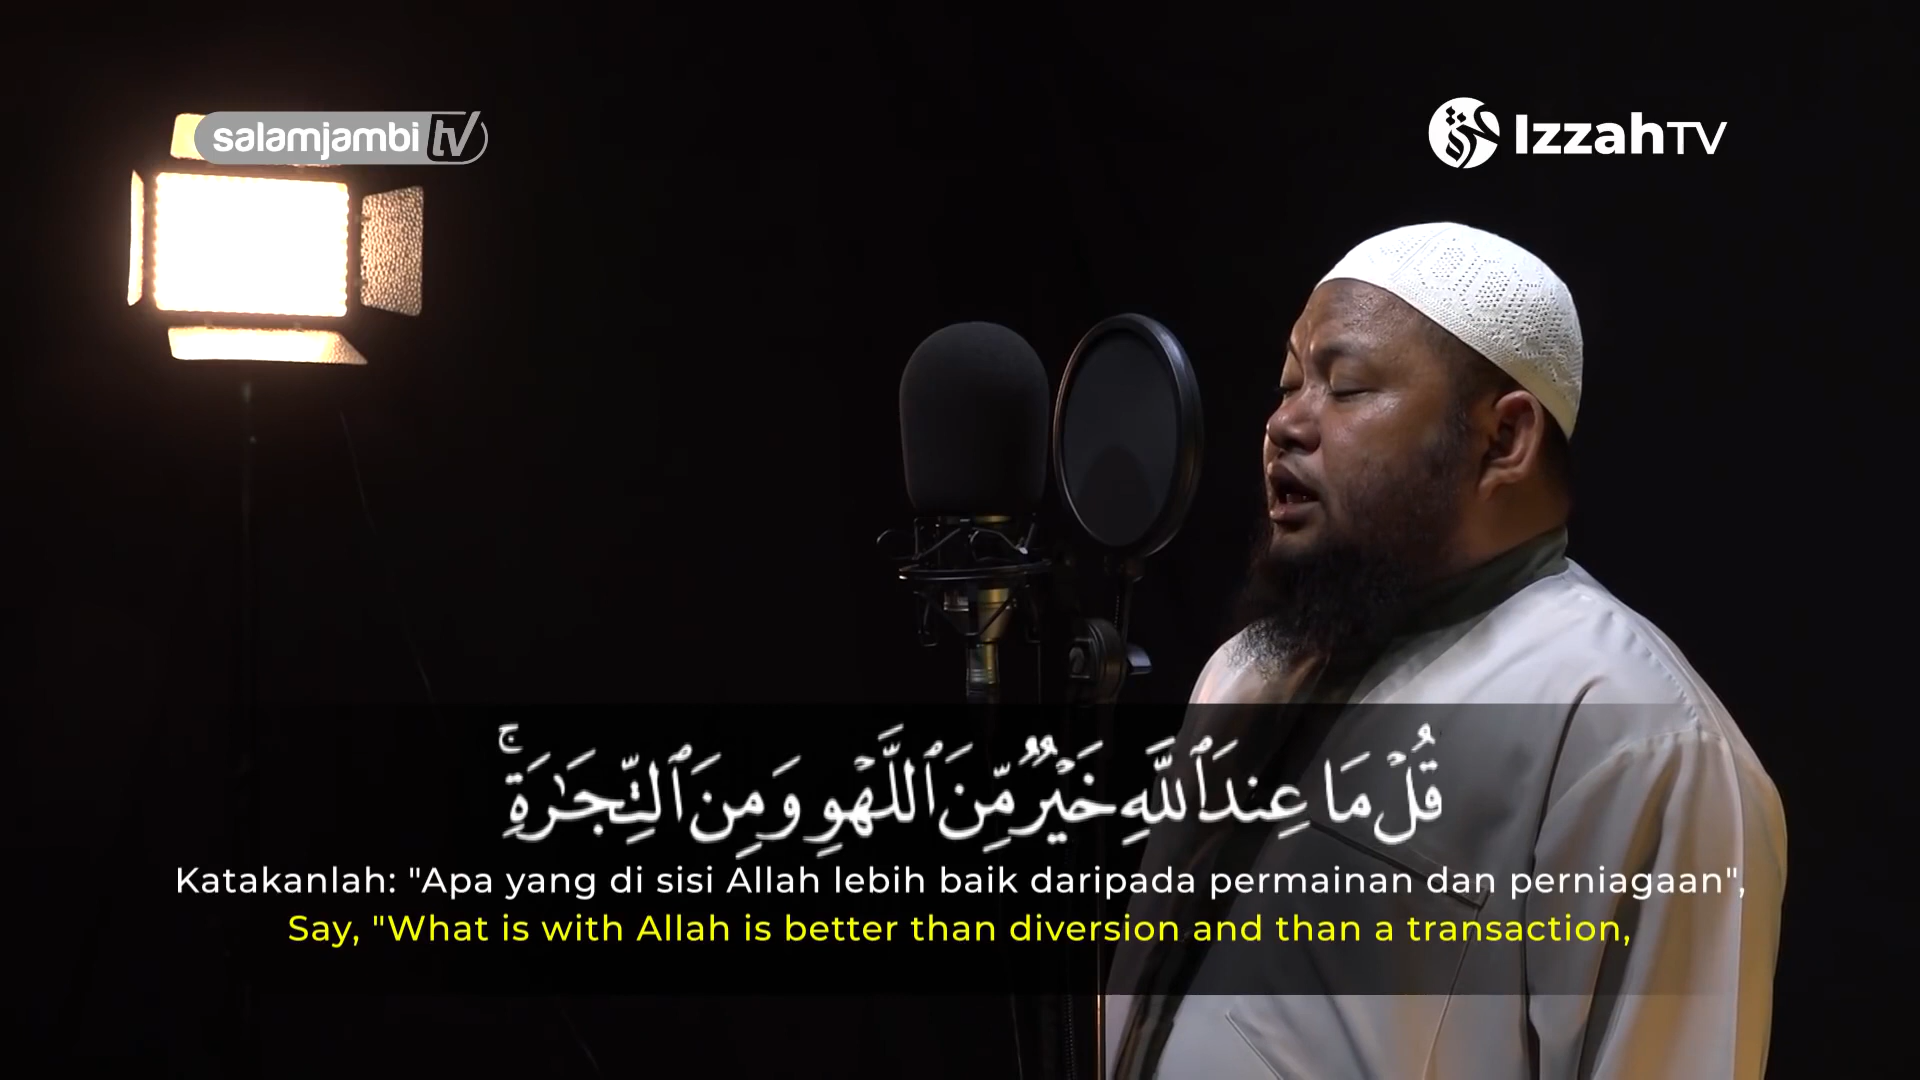 salamjambi tv
IzzahTV
قُلۡ مَا عِندَ ٱللَّهِ خَيۡرٞ مِّنَ ٱللَّهۡوِ وَمِنَ ٱلتِّجَٰرَةِۚ
Katakanlah: "Apa yang di sisi Allah lebih baik daripada permainan dan perniagaan",
Say, "What is with Allah is better than diversion and than a transaction,